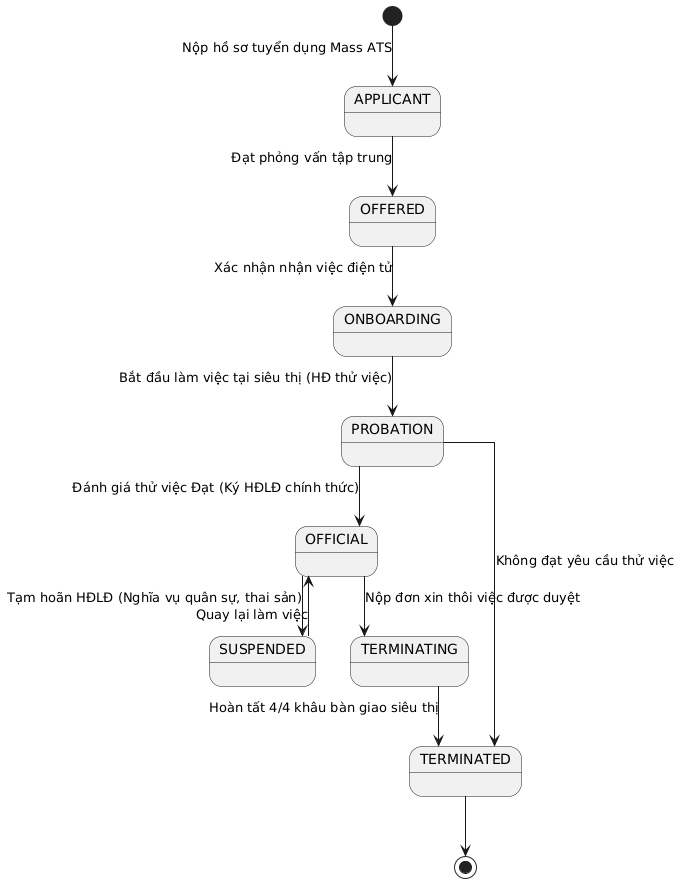 Nộp hồ sơ tuyển dụng Mass ATS
APPLICANT
Đạt phỏng vấn tập trung
OFFERED
Xác nhận nhận việc điện tử
ONBOARDING
Bắt đầu làm việc tại siêu thị (HĐ thử việc)
PROBATION
Đánh giá thử việc Đạt (Ký HĐLĐ chính thức)
OFFICIAL
Không đạt yêu cầu thử việc
Tạm hoãn HĐLĐ (Nghĩa vụ quân sự, thai sản)
Quay lại làm việc
Nộp đơn xin thôi việc được duyệt
SUSPENDED
TERMINATING
Hoàn tất 4/4 khâu bàn giao siêu thị
TERMINATED